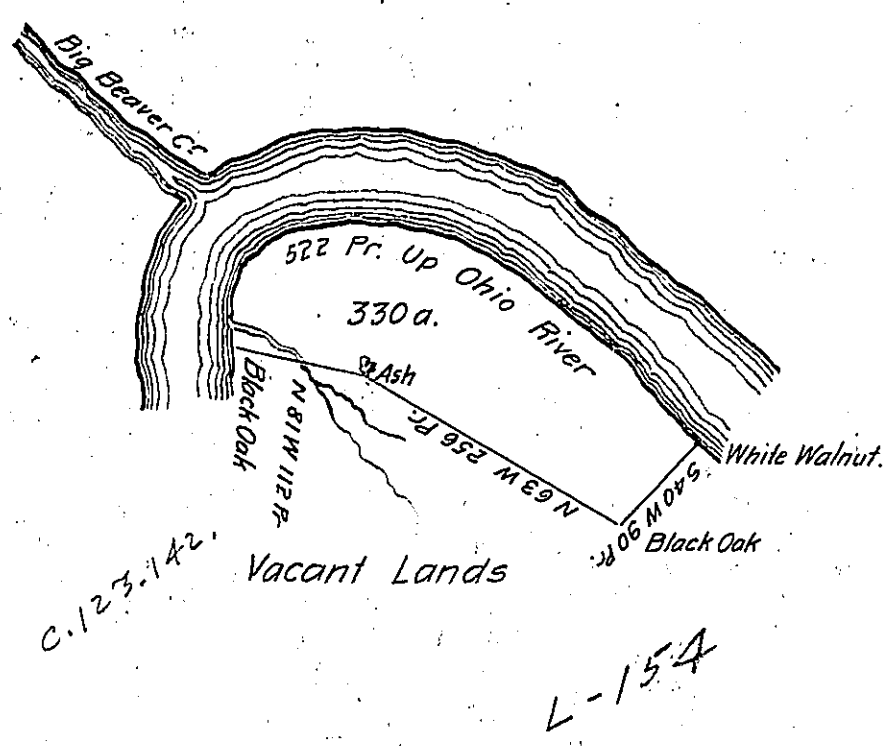 Big Beaver Cr
522 Pr. Up Ohio River
330 a.
Ash
Black Oak
N 81 W 112 Pr.
N 63 W 256 Pr.
White Walnut.
S 40 W 90 Pr.
Black Oak
Vacant Lands
C.123.142.
L-154